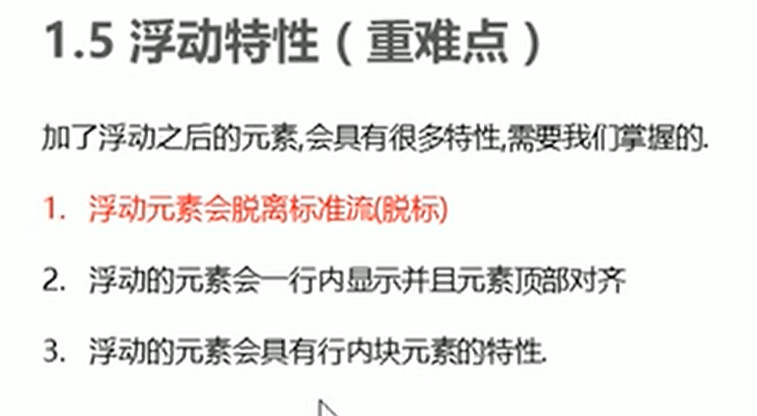 1.5 浮动特性（重难点）
加了浮动之后的元素,会具有很多特性,需要我们掌握的.
1. 浮动元素会脱离标准流(脱标)
2. 浮动的元素会一行内显示并且元素顶部对齐
3. 浮动的元素会具有行内块元素的特性.